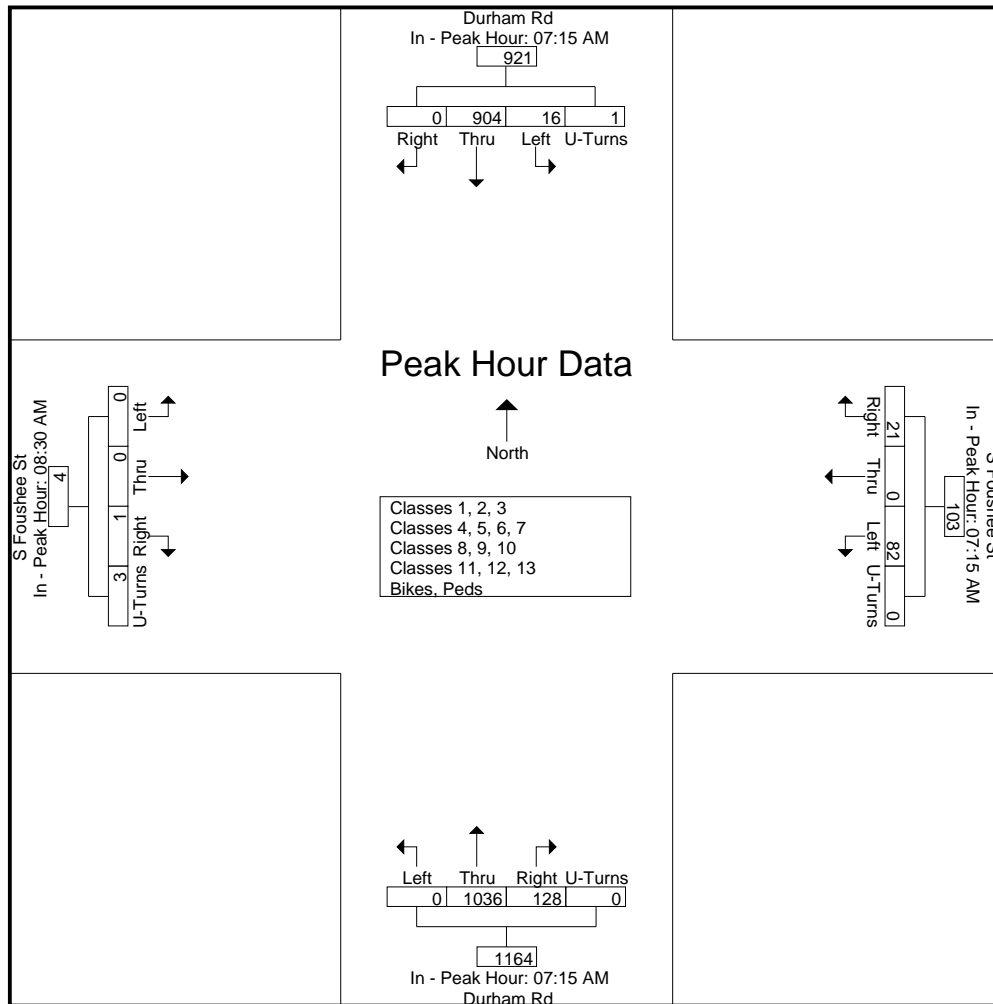 Durham Rd
In - Peak Hour: 07:15 AM
921
0 904 16 1
Right Thru Left U-Turns
Peak Hour Data
North
S Foushee St
In - Peak Hour: 08:30 AM
4
0 0 1 3
Left Thru Right U-Turns
Classes 1, 2, 3
Classes 4, 5, 6, 7
Classes 8, 9, 10
Classes 11, 12, 13
Bikes, Peds
S Foushee St
In - Peak Hour: 07:15 AM
103
21 0 82 0
Right Thru Left U-Turns
Left Thru Right U-Turns
0 1036 128 0
1164
In - Peak Hour: 07:15 AM
Durham Rd